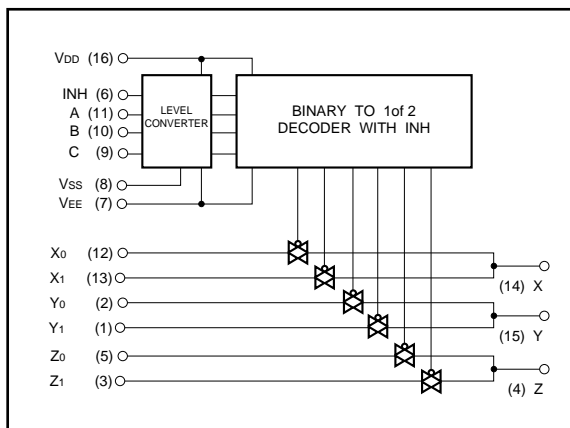 VDD (16)
INH (6)
A (11)
B (10)
C (9)
VSS (8)
VEE (7)
LEVEL
CONVERTER
BINARY TO 1of 2
DECODER WITH INH
X0 (12)
X1 (13)
Y0 (2)
Y1 (1)
Z0 (5)
Z1 (3)
(14) X
(15) Y
(4) Z